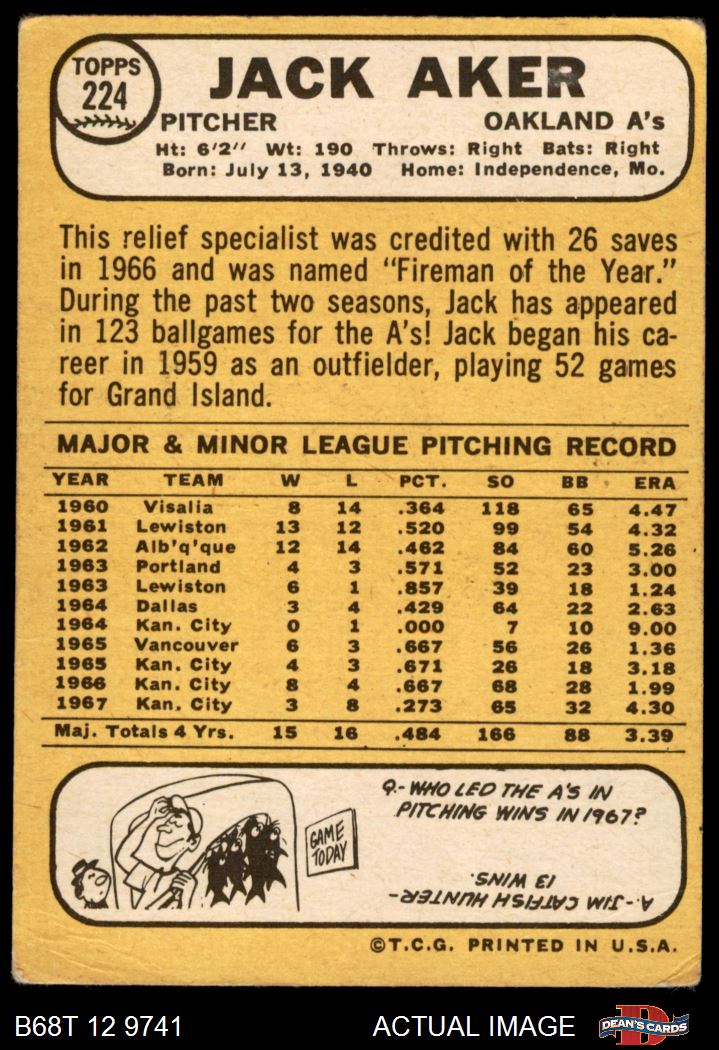 TOPPS
224
JACK AKER
PITCHER OAKLAND A's
Ht: 6'2" Wt: 190 Throws: Right Bats: Right
Born: July 13, 1940 Home: Independence, Mo.
This relief specialist was credited with 26 saves
in 1966 and was named "Fireman of the Year."
During the past two seasons, Jack has appeared
in 123 ballgames for the A's! Jack began his ca-
reer in 1959 as an outfielder, playing 52 games
for Grand Island.
MAJOR & MINOR LEAGUE PITCHING RECORD
YEAR TEAM W L PCT. SO BB ERA
1960 Visalia 8 14 .364 118 65 4.47
1961 Lewiston 13 12 .520 99 54 4.32
1962 Alb'q'que 12 14 .462 84 60 5.26
1963 Portland 4 3 .571 52 23 3.00
1963 Lewiston 6 1 .857 39 18 1.24
1964 Dallas 3 4 .429 64 22 2.63
1964 Kan. City 0 1 .000 7 10 9.00
1965 Vancouver 6 3 .667 56 26 1.36
1965 Kan. City 4 3 .671 26 18 3.18
1966 Kan. City 8 4 .667 68 28 1.99
1967 Kan. City 3 8 .273 65 32 4.30
Maj. Totals 4 Yrs. 15 16 .484 166 88 3.39
Q.-WHO LED THE A'S IN
PITCHING WINS IN 1967?
GAME
TODAY
A.-JIM CATFISH HUNTER-
13 WINS.
©T.C.G. PRINTED IN U.S.A.
B68T 12 9741 ACTUAL IMAGE
D
DEAN'S CARDS